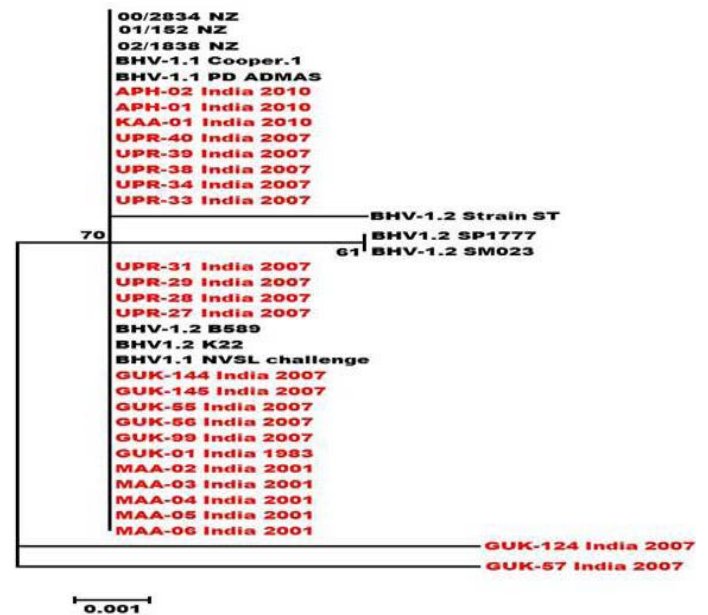 00/2834 NZ
01/152 NZ
02/1838 NZ
BHV-1.1 Cooper.1
BHV-1.1 PD ADMAS
APH-02 India 2010
APH-01 India 2010
KAA-01 India 2010
UPR-40 India 2007
UPR-39 India 2007
UPR-38 India 2007
UPR-34 India 2007
UPR-33 India 2007
BHV-1.2 Strain ST
70
BHV1.2 SP1777
61
BHV-1.2 SM023
UPR-31 India 2007
UPR-29 India 2007
UPR-28 India 2007
UPR-27 India 2007
BHV-1.2 B589
BHV1.2 K22
BHV1.1 NVSL challenge
GUK-144 India 2007
GUK-145 India 2007
GUK-55 India 2007
GUK-56 India 2007
GUK-99 India 2007
GUK-01 India 1983
MAA-02 India 2001
MAA-03 India 2001
MAA-04 India 2001
MAA-05 India 2001
MAA-06 India 2001
GUK-124 India 2007
GUK-57 India 2007
0.001